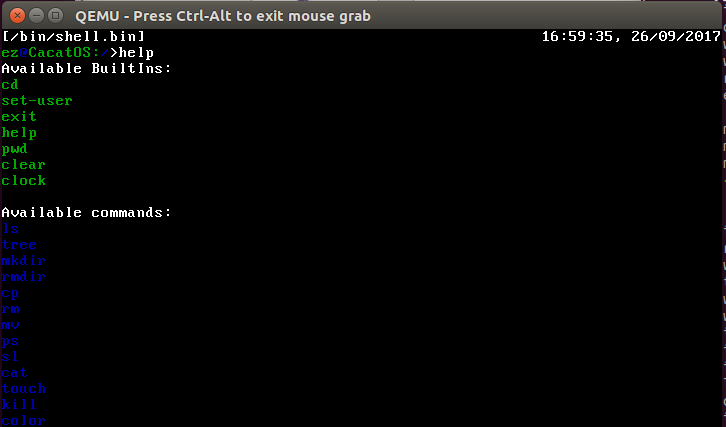 QEMU - Press Ctrl-Alt to exit mouse grab
[/bin/shell.bin] 16:59:35, 26/09/2017
ez@CacatOS:/>help
Available BuiltIns:
cd
set-user
exit
help
pwd
clear
clock
Available commands:
ls
tree
mkdir
rmdir
cp
rm
mv
ps
sl
cat
touch
kill
color